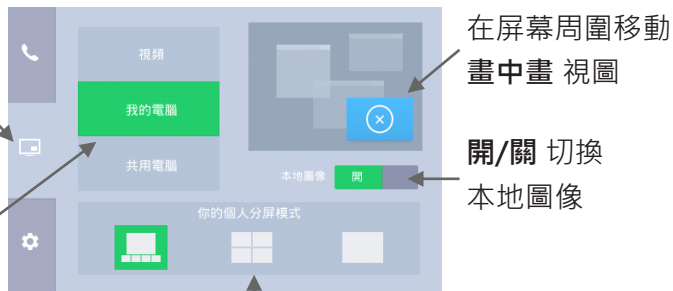 在屏幕周圍移動
畫中畫 視圖
視頻
我的電腦
共用電腦
本地圖像
開
開/關 切換
本地圖像
你的個人分屏模式